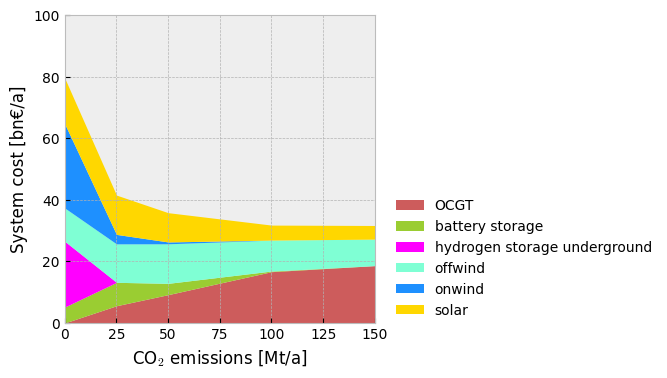 100
80
60
40
20
0
System cost [bn€/a]
0 25 50 75 100 125 150
CO₂ emissions [Mt/a]
OCGT
battery storage
hydrogen storage underground
offwind
onwind
solar